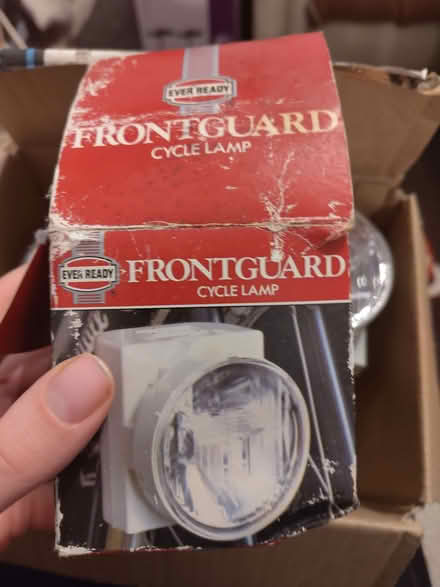 EVER READY
FRONTGUARD
CYCLE LAMP
EVER READY
FRONTGUARD
CYCLE LAMP